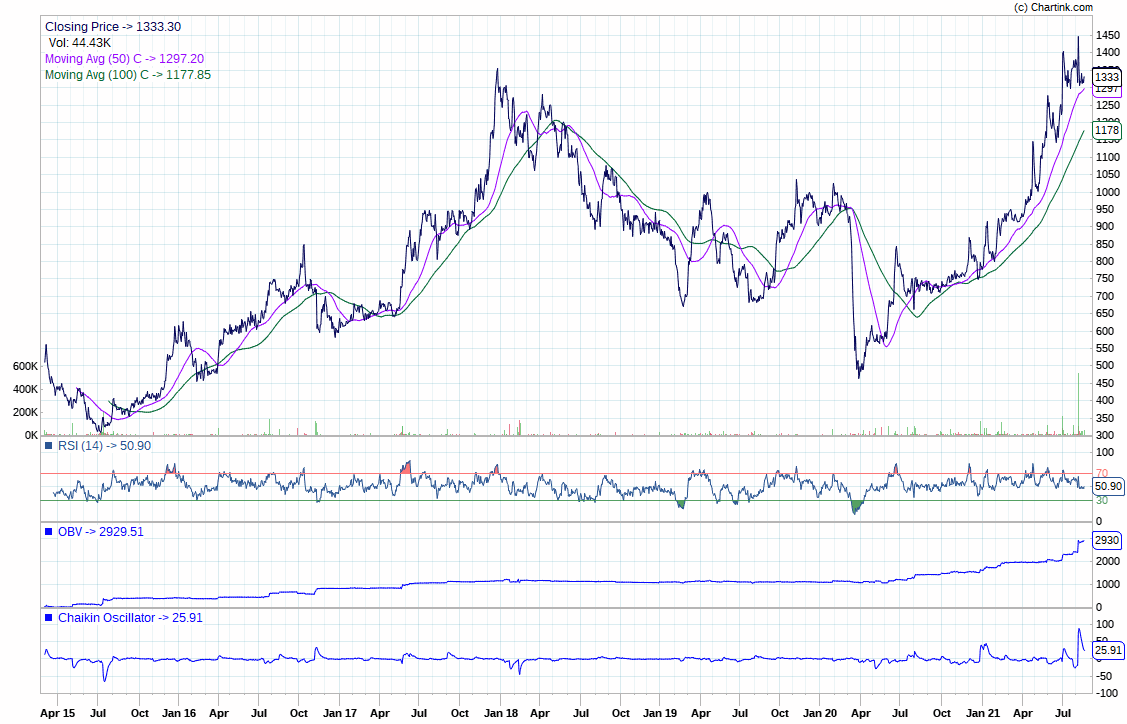 (c) Chartink.com
Closing Price -> 1333.30
Vol: 44.43K
Moving Avg (50) C -> 1297.20
Moving Avg (100) C -> 1177.85
1450
1400
1333
1297
1250
1200
1178
1100
1050
1000
950
900
850
800
750
700
650
600
550
500
450
400
350
300
600K
400K
200K
0K
RSI (14) -> 50.90
100
70
50.90
30
0
OBV -> 2929.51
2930
2000
1000
0
Chaikin Oscillator -> 25.91
100
50
25.91
-50
-100
Apr 15 Jul Oct Jan 16 Apr Jul Oct Jan 17 Apr Jul Oct Jan 18 Apr Jul Oct Jan 19 Apr Jul Oct Jan 20 Apr Jul Oct Jan 21 Apr Jul